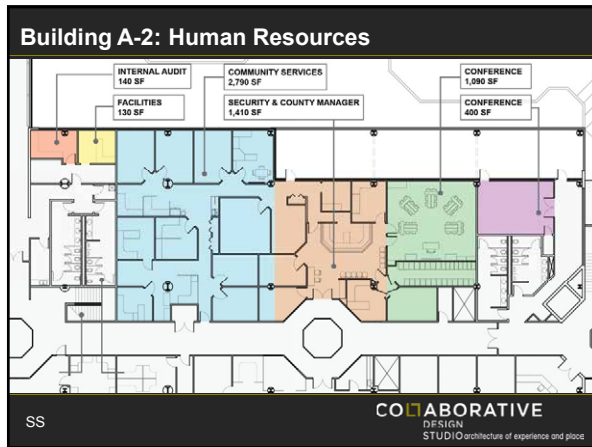 Building A-2: Human Resources
INTERNAL AUDIT
140 SF
COMMUNITY SERVICES
2,790 SF
CONFERENCE
1,090 SF
FACILITIES
130 SF
SECURITY & COUNTY MANAGER
1,410 SF
CONFERENCE
400 SF
SS
COLLABORATIVE
DESIGN
STUDIO architecture of experience and place